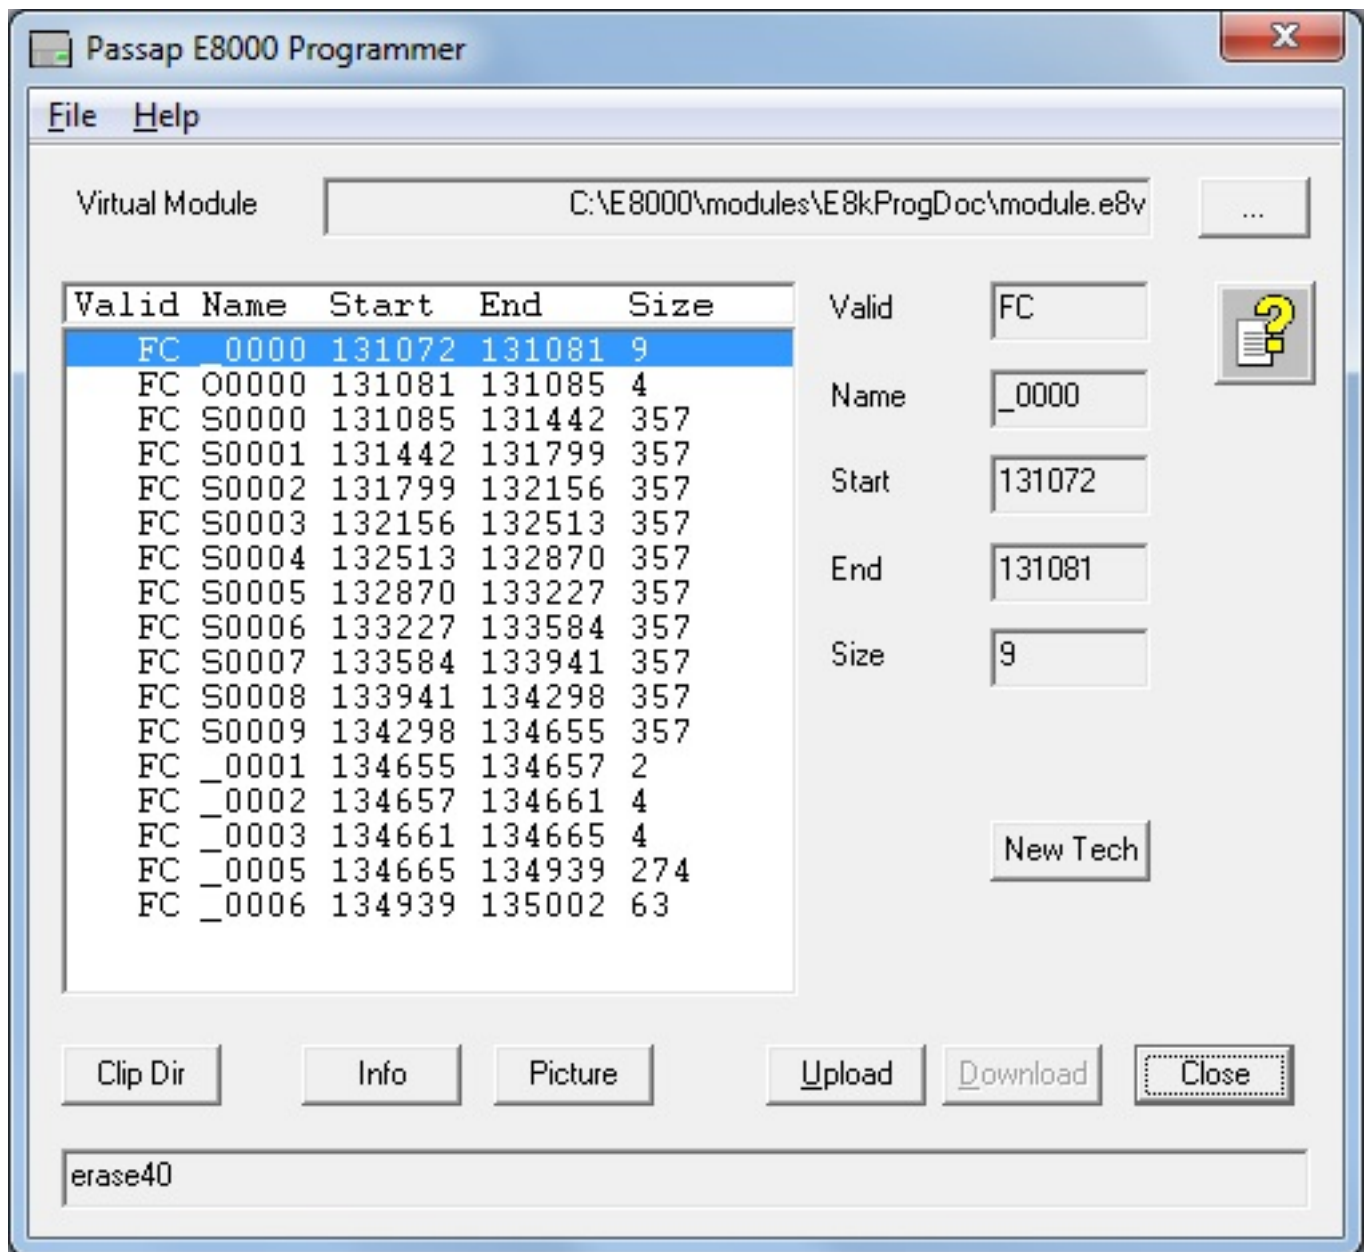 Passap E8000 Programmer
File Help
Virtual Module C:\E8000\modules\E8kProgDoc\module.e8v ...
Valid Name Start End Size
FC _0000 131072 131081 9
FC O0000 131081 131085 4
FC S0000 131085 131442 357
FC S0001 131442 131799 357
FC S0002 131799 132156 357
FC S0003 132156 132513 357
FC S0004 132513 132870 357
FC S0005 132870 133227 357
FC S0006 133227 133584 357
FC S0007 133584 133941 357
FC S0008 133941 134298 357
FC S0009 134298 134655 357
FC _0001 134655 134657 2
FC _0002 134657 134661 4
FC _0003 134661 134665 4
FC _0005 134665 134939 274
FC _0006 134939 135002 63
Valid FC
Name _0000
Start 131072
End 131081
Size 9
New Tech
Clip Dir Info Picture Upload Download Close
erase40